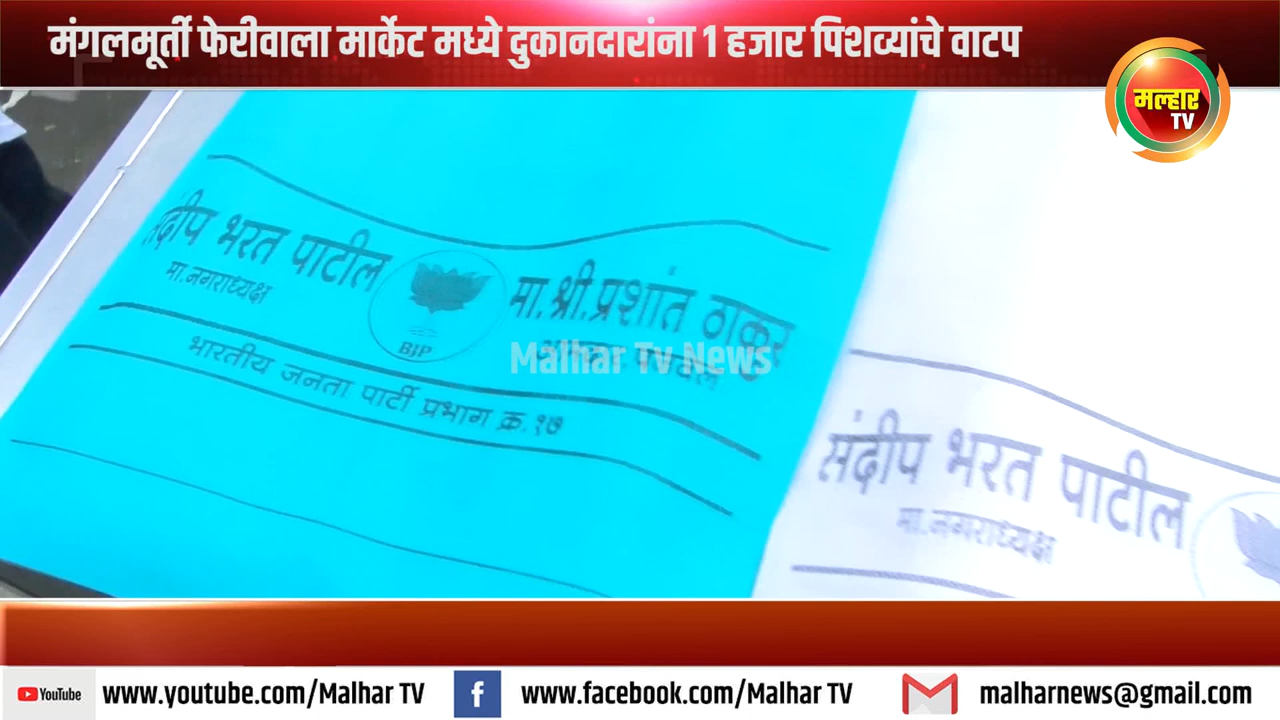 मंगलमूर्ती फेरीवाला मार्केट मध्ये दुकानदारांना 1 हजार पिशव्यांचे वाटप
मल्हार
TV
संदीप भरत पाटील
मा.नगराध्यक्ष
BJP
मा.श्री.प्रशांत ठाकुर
भारतीय जनता पार्टी प्रभाग क्र.१७
Malhar Tv News
संदीप भरत पाटील
मा.नगराध्यक्ष
YouTube
www.youtube.com/Malhar TV
f
www.facebook.com/Malhar TV
malharnews@gmail.com